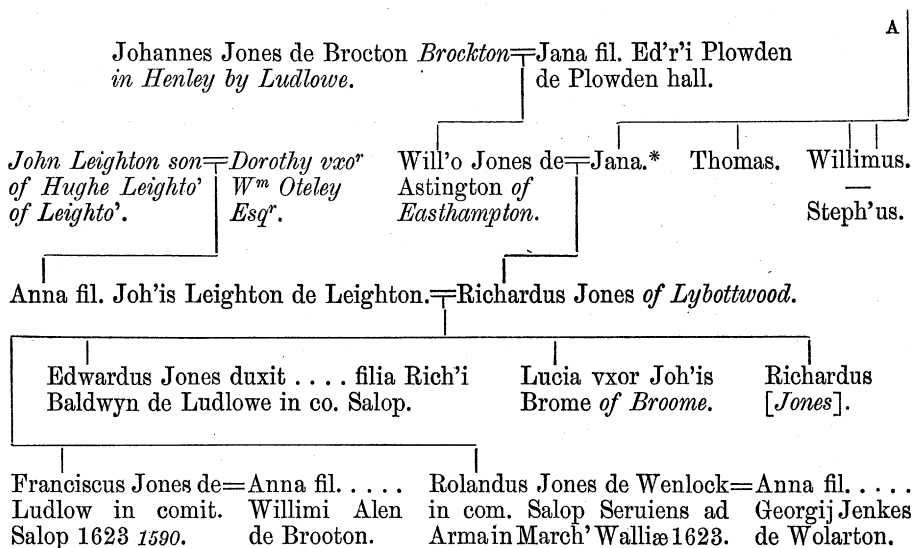 A
Johannes Jones de Brocton Brockton=Jana fil. Ed'r'i Plowden
in Henley by Ludlowe. de Plowden hall.
John Leighton son=Dorothy vxoʳ Will'o Jones de=Jana.* Thomas. Willimus.
of Hughe Leighto' Wᵐ Oteley Astington of —
of Leighto'. Esqʳ. Easthampton. Steph'us.
Anna fil. Joh'is Leighton de Leighton.=Richardus Jones of Lybottwood.
Edwardus Jones duxit . . . . filia Rich'i Lucia vxor Joh'is Richardus
Baldwyn de Ludlowe in co. Salop. Brome of Broome. [Jones].
Franciscus Jones de=Anna fil. . . . . Rolandus Jones de Wenlock=Anna fil. . . . .
Ludlow in comit. Willimi Alen in com. Salop Seruiens ad Georgij Jenkes
Salop 1623 1590. de Brooton. Arma in March' Walliæ 1623. de Wolarton.